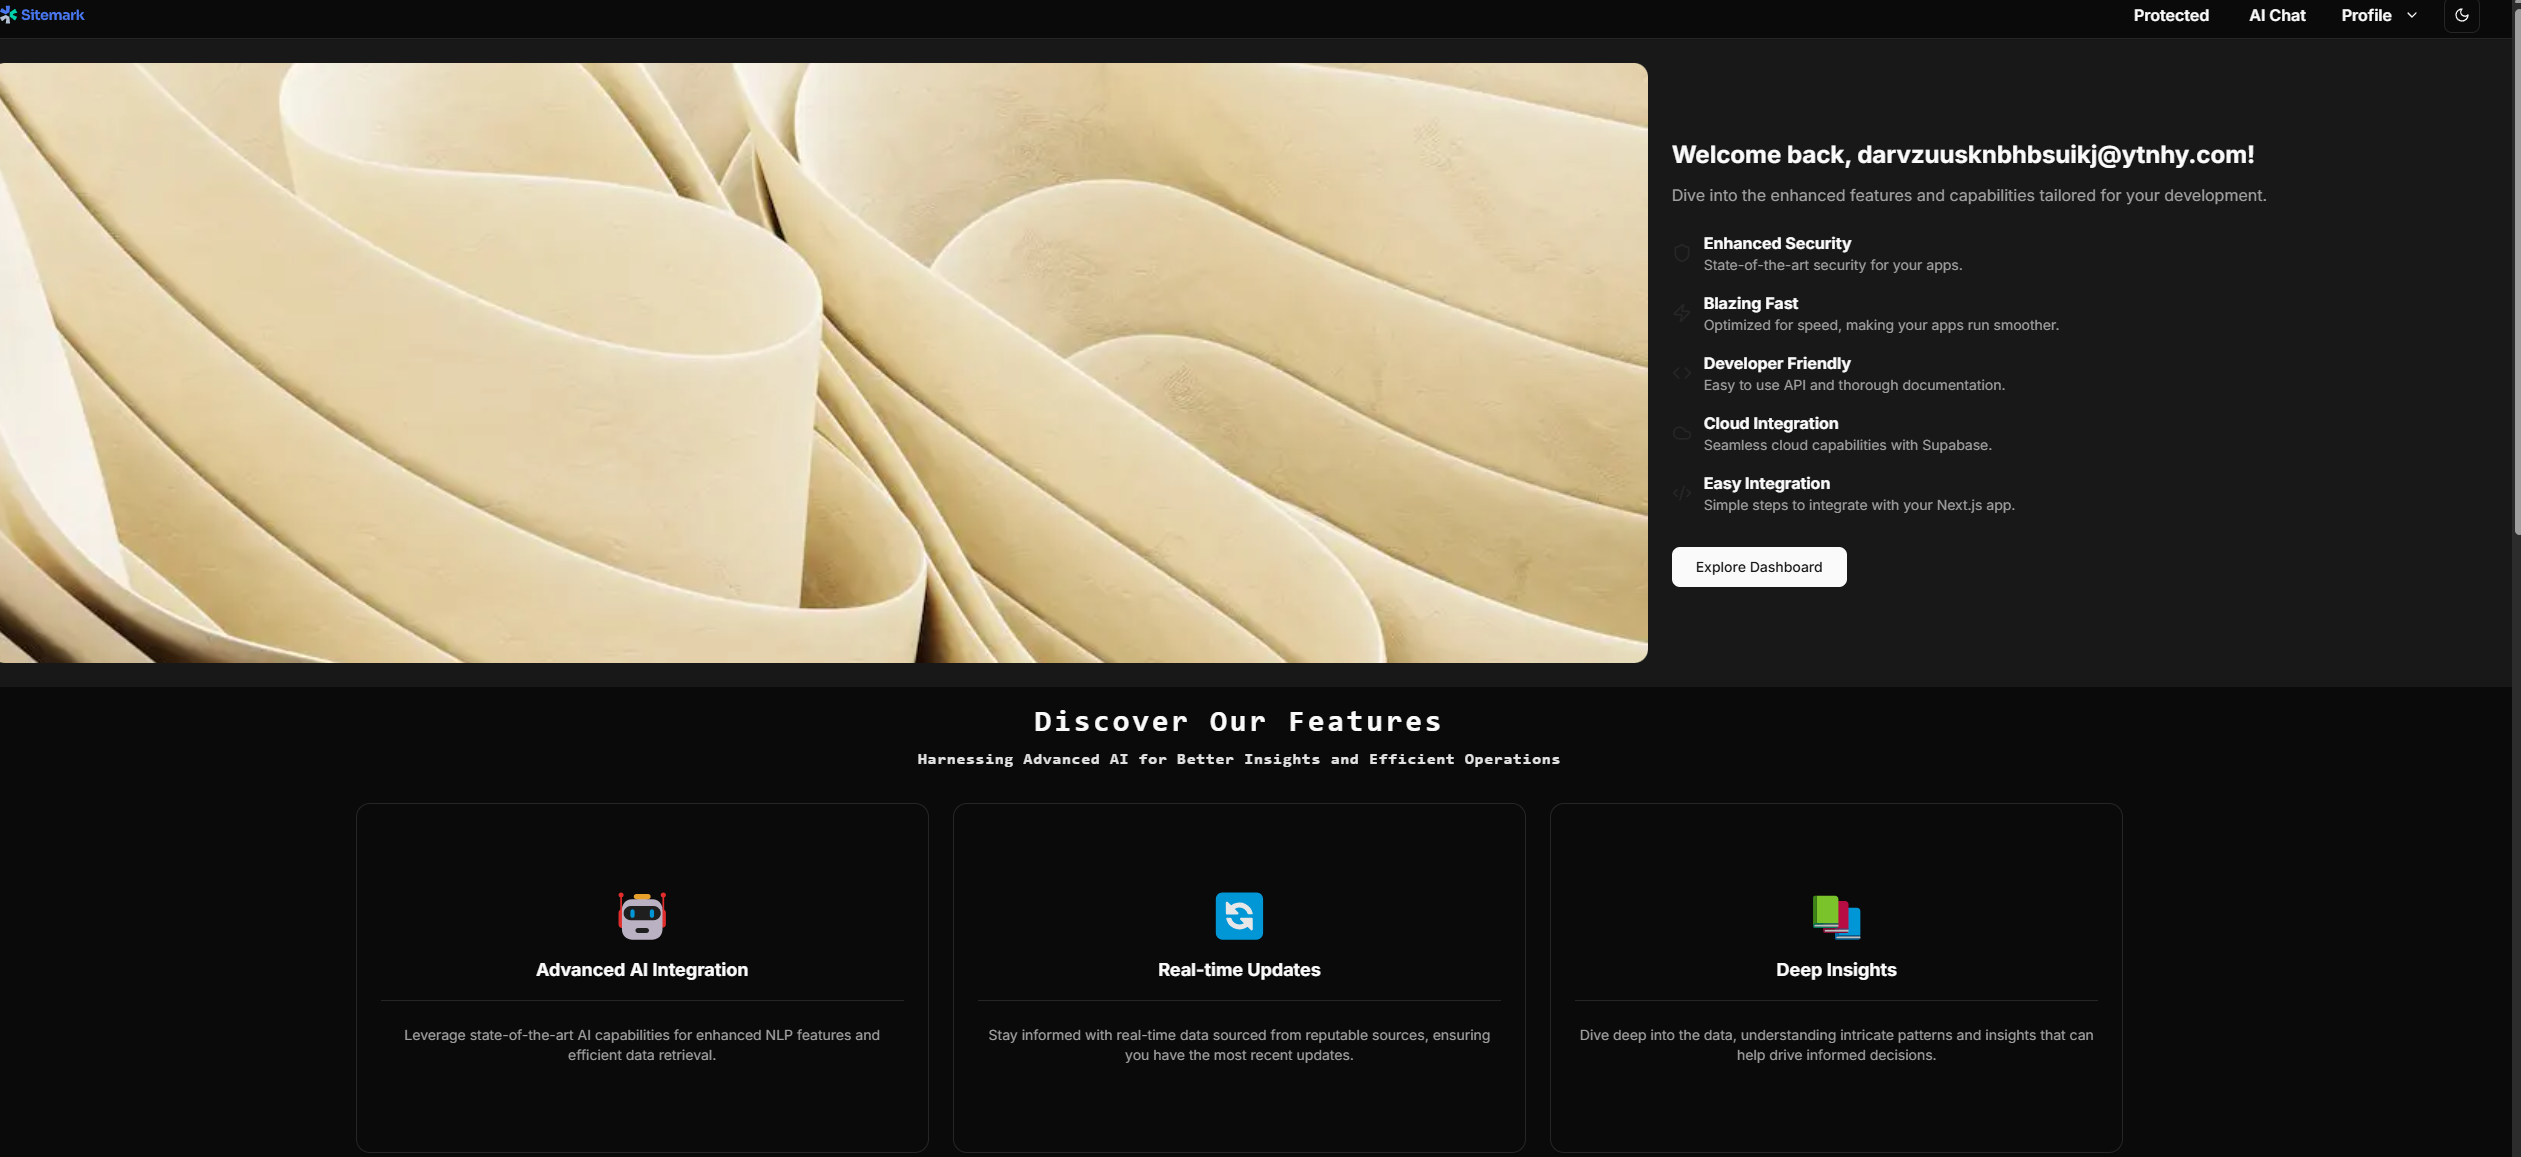 Sitemark
Protected AI Chat Profile
Welcome back, darvzuusknbhbsuikj@ytnhy.com!
Dive into the enhanced features and capabilities tailored for your development.
Enhanced Security
State-of-the-art security for your apps.
Blazing Fast
Optimized for speed, making your apps run smoother.
Developer Friendly
Easy to use API and thorough documentation.
Cloud Integration
Seamless cloud capabilities with Supabase.
Easy Integration
Simple steps to integrate with your Next.js app.
Explore Dashboard
Discover Our Features
Harnessing Advanced AI for Better Insights and Efficient Operations
Advanced AI Integration
Leverage state-of-the-art AI capabilities for enhanced NLP features and
efficient data retrieval.
Real-time Updates
Stay informed with real-time data sourced from reputable sources, ensuring
you have the most recent updates.
Deep Insights
Dive deep into the data, understanding intricate patterns and insights that can
help drive informed decisions.